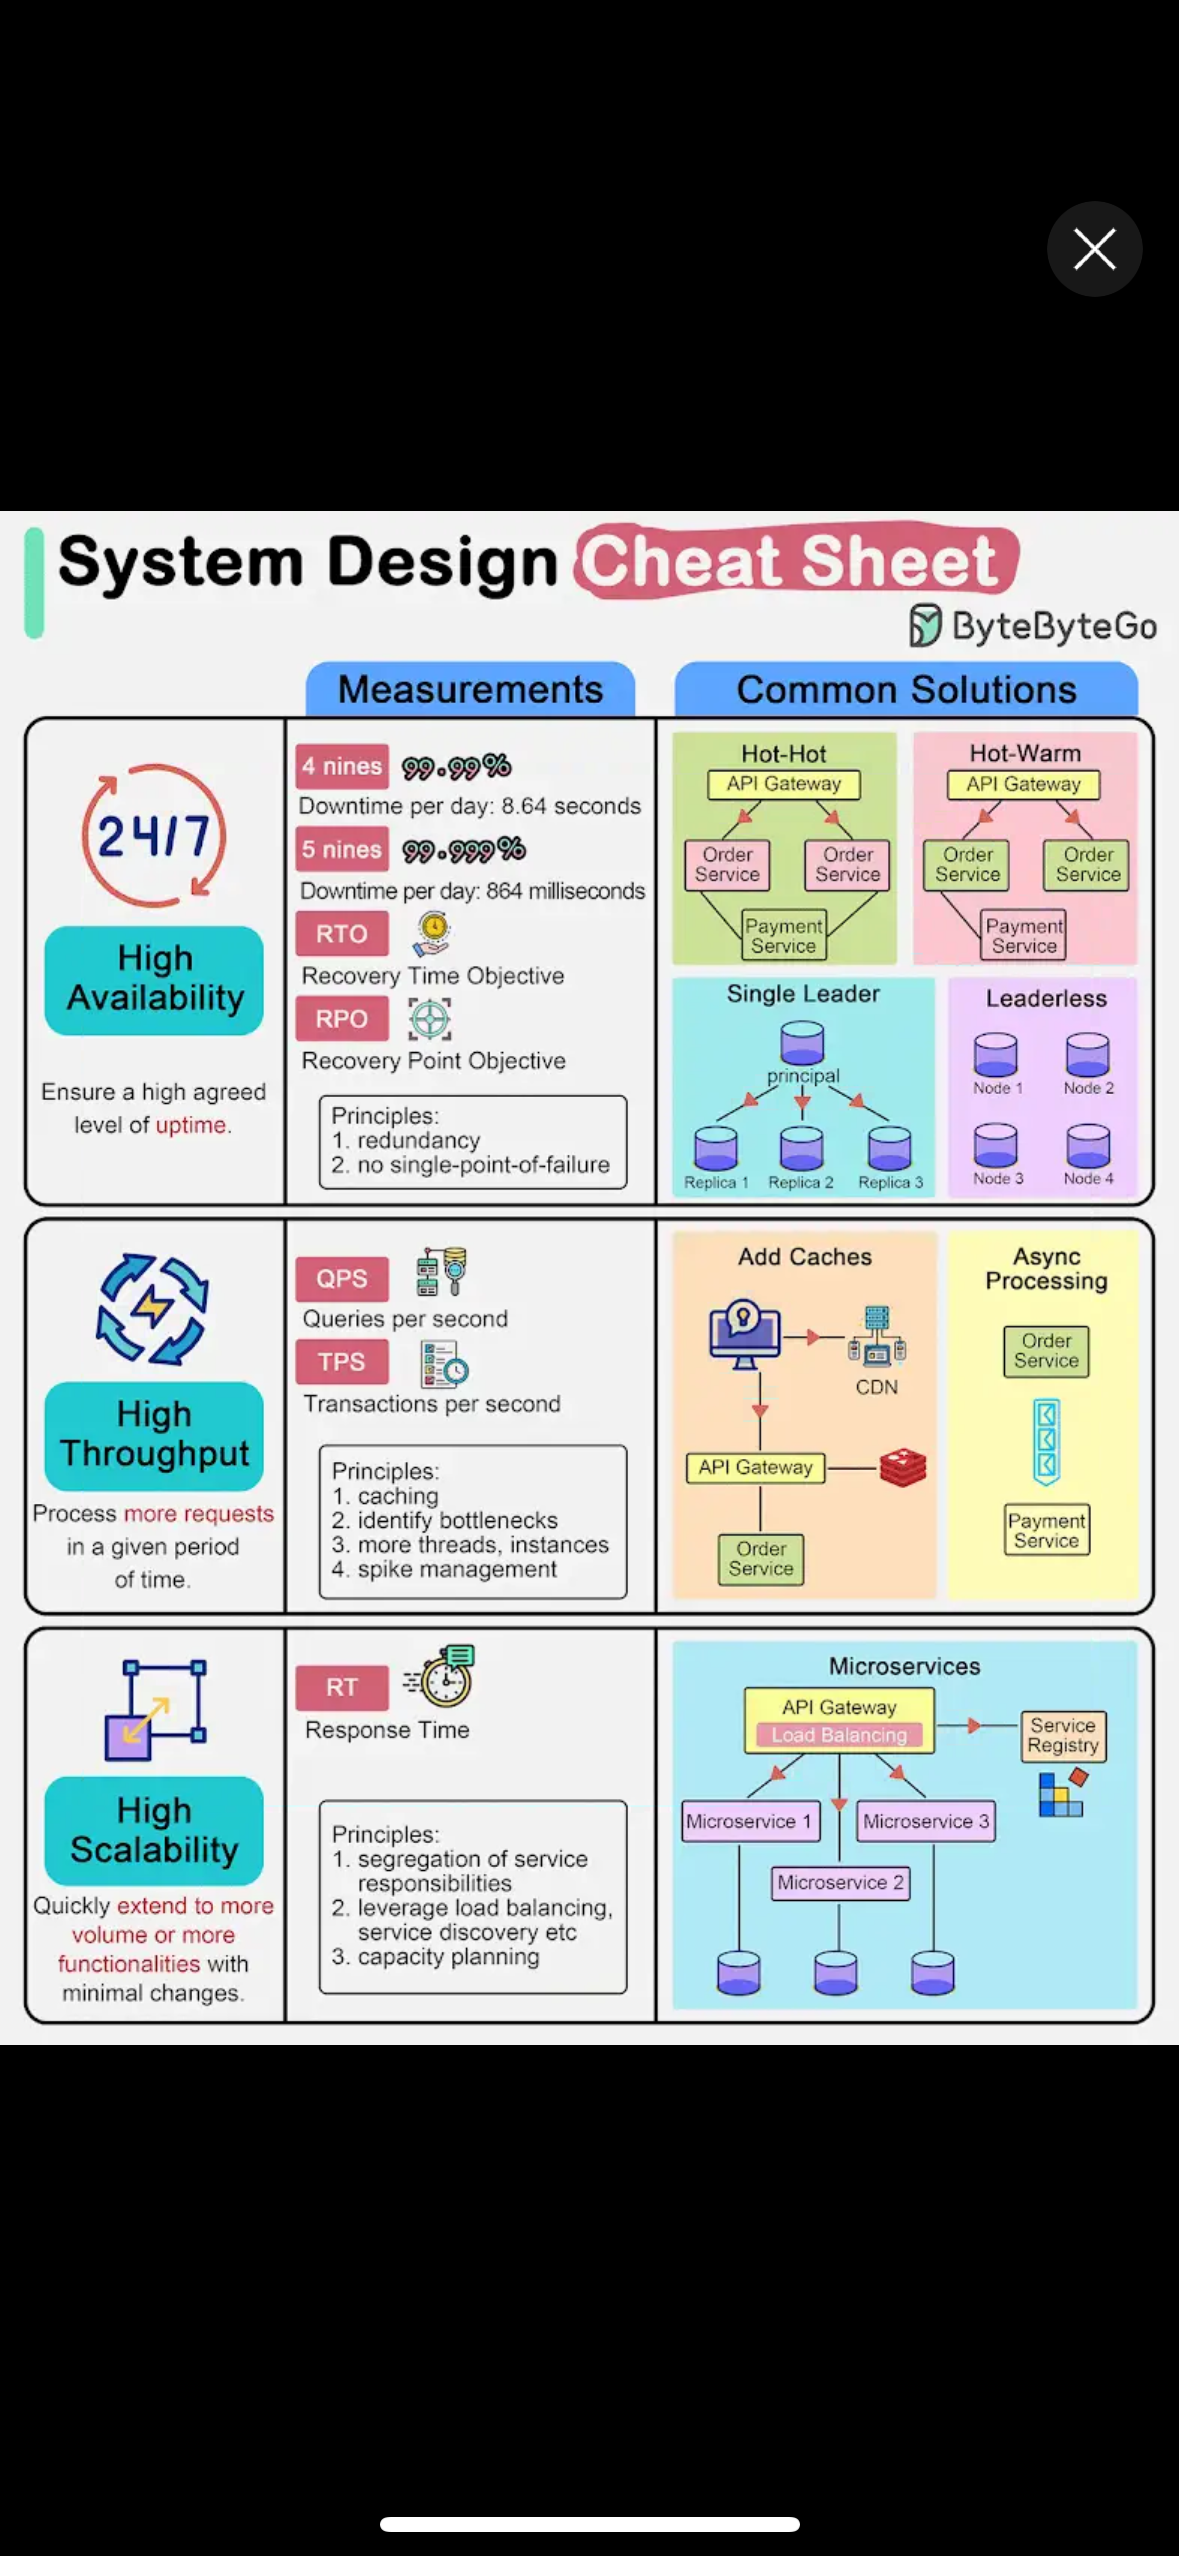 System Design Cheat Sheet
ByteByteGo
Measurements
Common Solutions
24/7
High
Availability
Ensure a high agreed
level of uptime.
4 nines 99.99%
Downtime per day: 8.64 seconds
5 nines 99.999%
Downtime per day: 864 milliseconds
RTO
Recovery Time Objective
RPO
Recovery Point Objective
Principles:
1. redundancy
2. no single-point-of-failure
Hot-Hot
API Gateway
Order
Service
Order
Service
Payment
Service
Hot-Warm
API Gateway
Order
Service
Order
Service
Payment
Service
Single Leader
principal
Replica 1
Replica 2
Replica 3
Leaderless
Node 1
Node 2
Node 3
Node 4
High
Throughput
Process more requests
in a given period
of time.
QPS
Queries per second
TPS
Transactions per second
Principles:
1. caching
2. identify bottlenecks
3. more threads, instances
4. spike management
Add Caches
CDN
API Gateway
Order
Service
Async
Processing
Order
Service
Payment
Service
High
Scalability
Quickly extend to more
volume or more
functionalities with
minimal changes.
RT
Response Time
Principles:
1. segregation of service
responsibilities
2. leverage load balancing,
service discovery etc
3. capacity planning
Microservices
API Gateway
Load Balancing
Service
Registry
Microservice 1
Microservice 3
Microservice 2